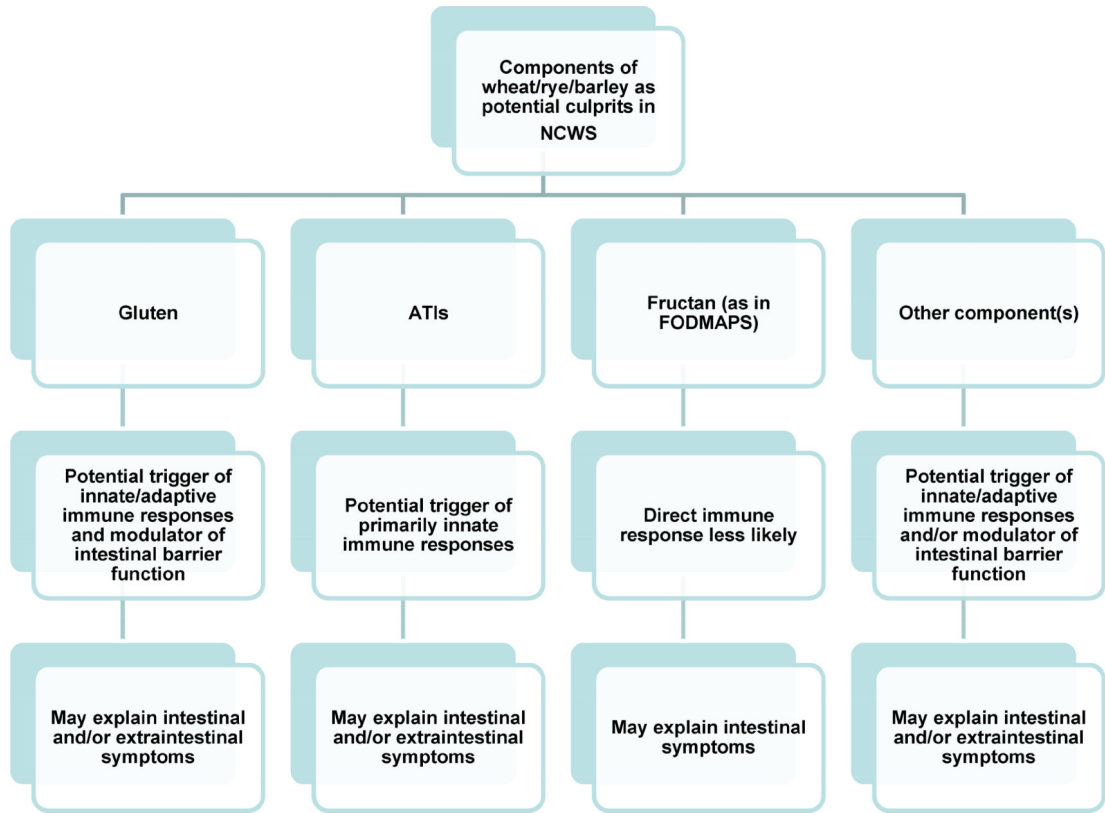 Components of
wheat/rye/barley as
potential culprits in
NCWS
Gluten
ATIs
Fructan (as in
FODMAPS)
Other component(s)
Potential trigger of
innate/adaptive
immune responses
and modulator of
intestinal barrier
function
Potential trigger of
primarily innate
immune responses
Direct immune
response less likely
Potential trigger of
innate/adaptive
immune responses
and/or modulator of
intestinal barrier
function
May explain intestinal
and/or extraintestinal
symptoms
May explain intestinal
and/or extraintestinal
symptoms
May explain intestinal
symptoms
May explain intestinal
and/or extraintestinal
symptoms